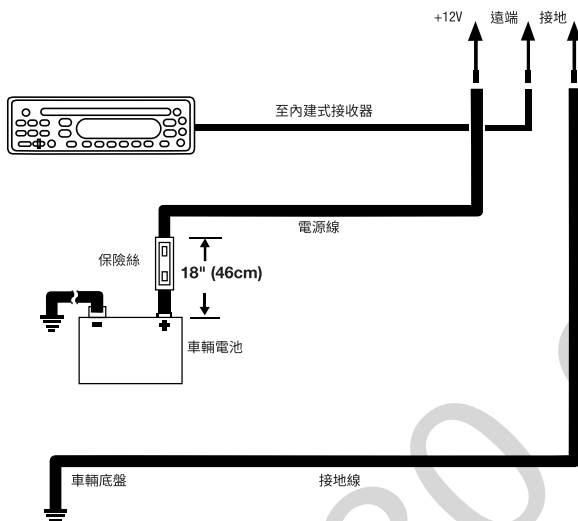 +12V 遠端 接地
至內建式接收器
電源線
保險絲
18" (46cm)
車輛電池
車輛底盤 接地線